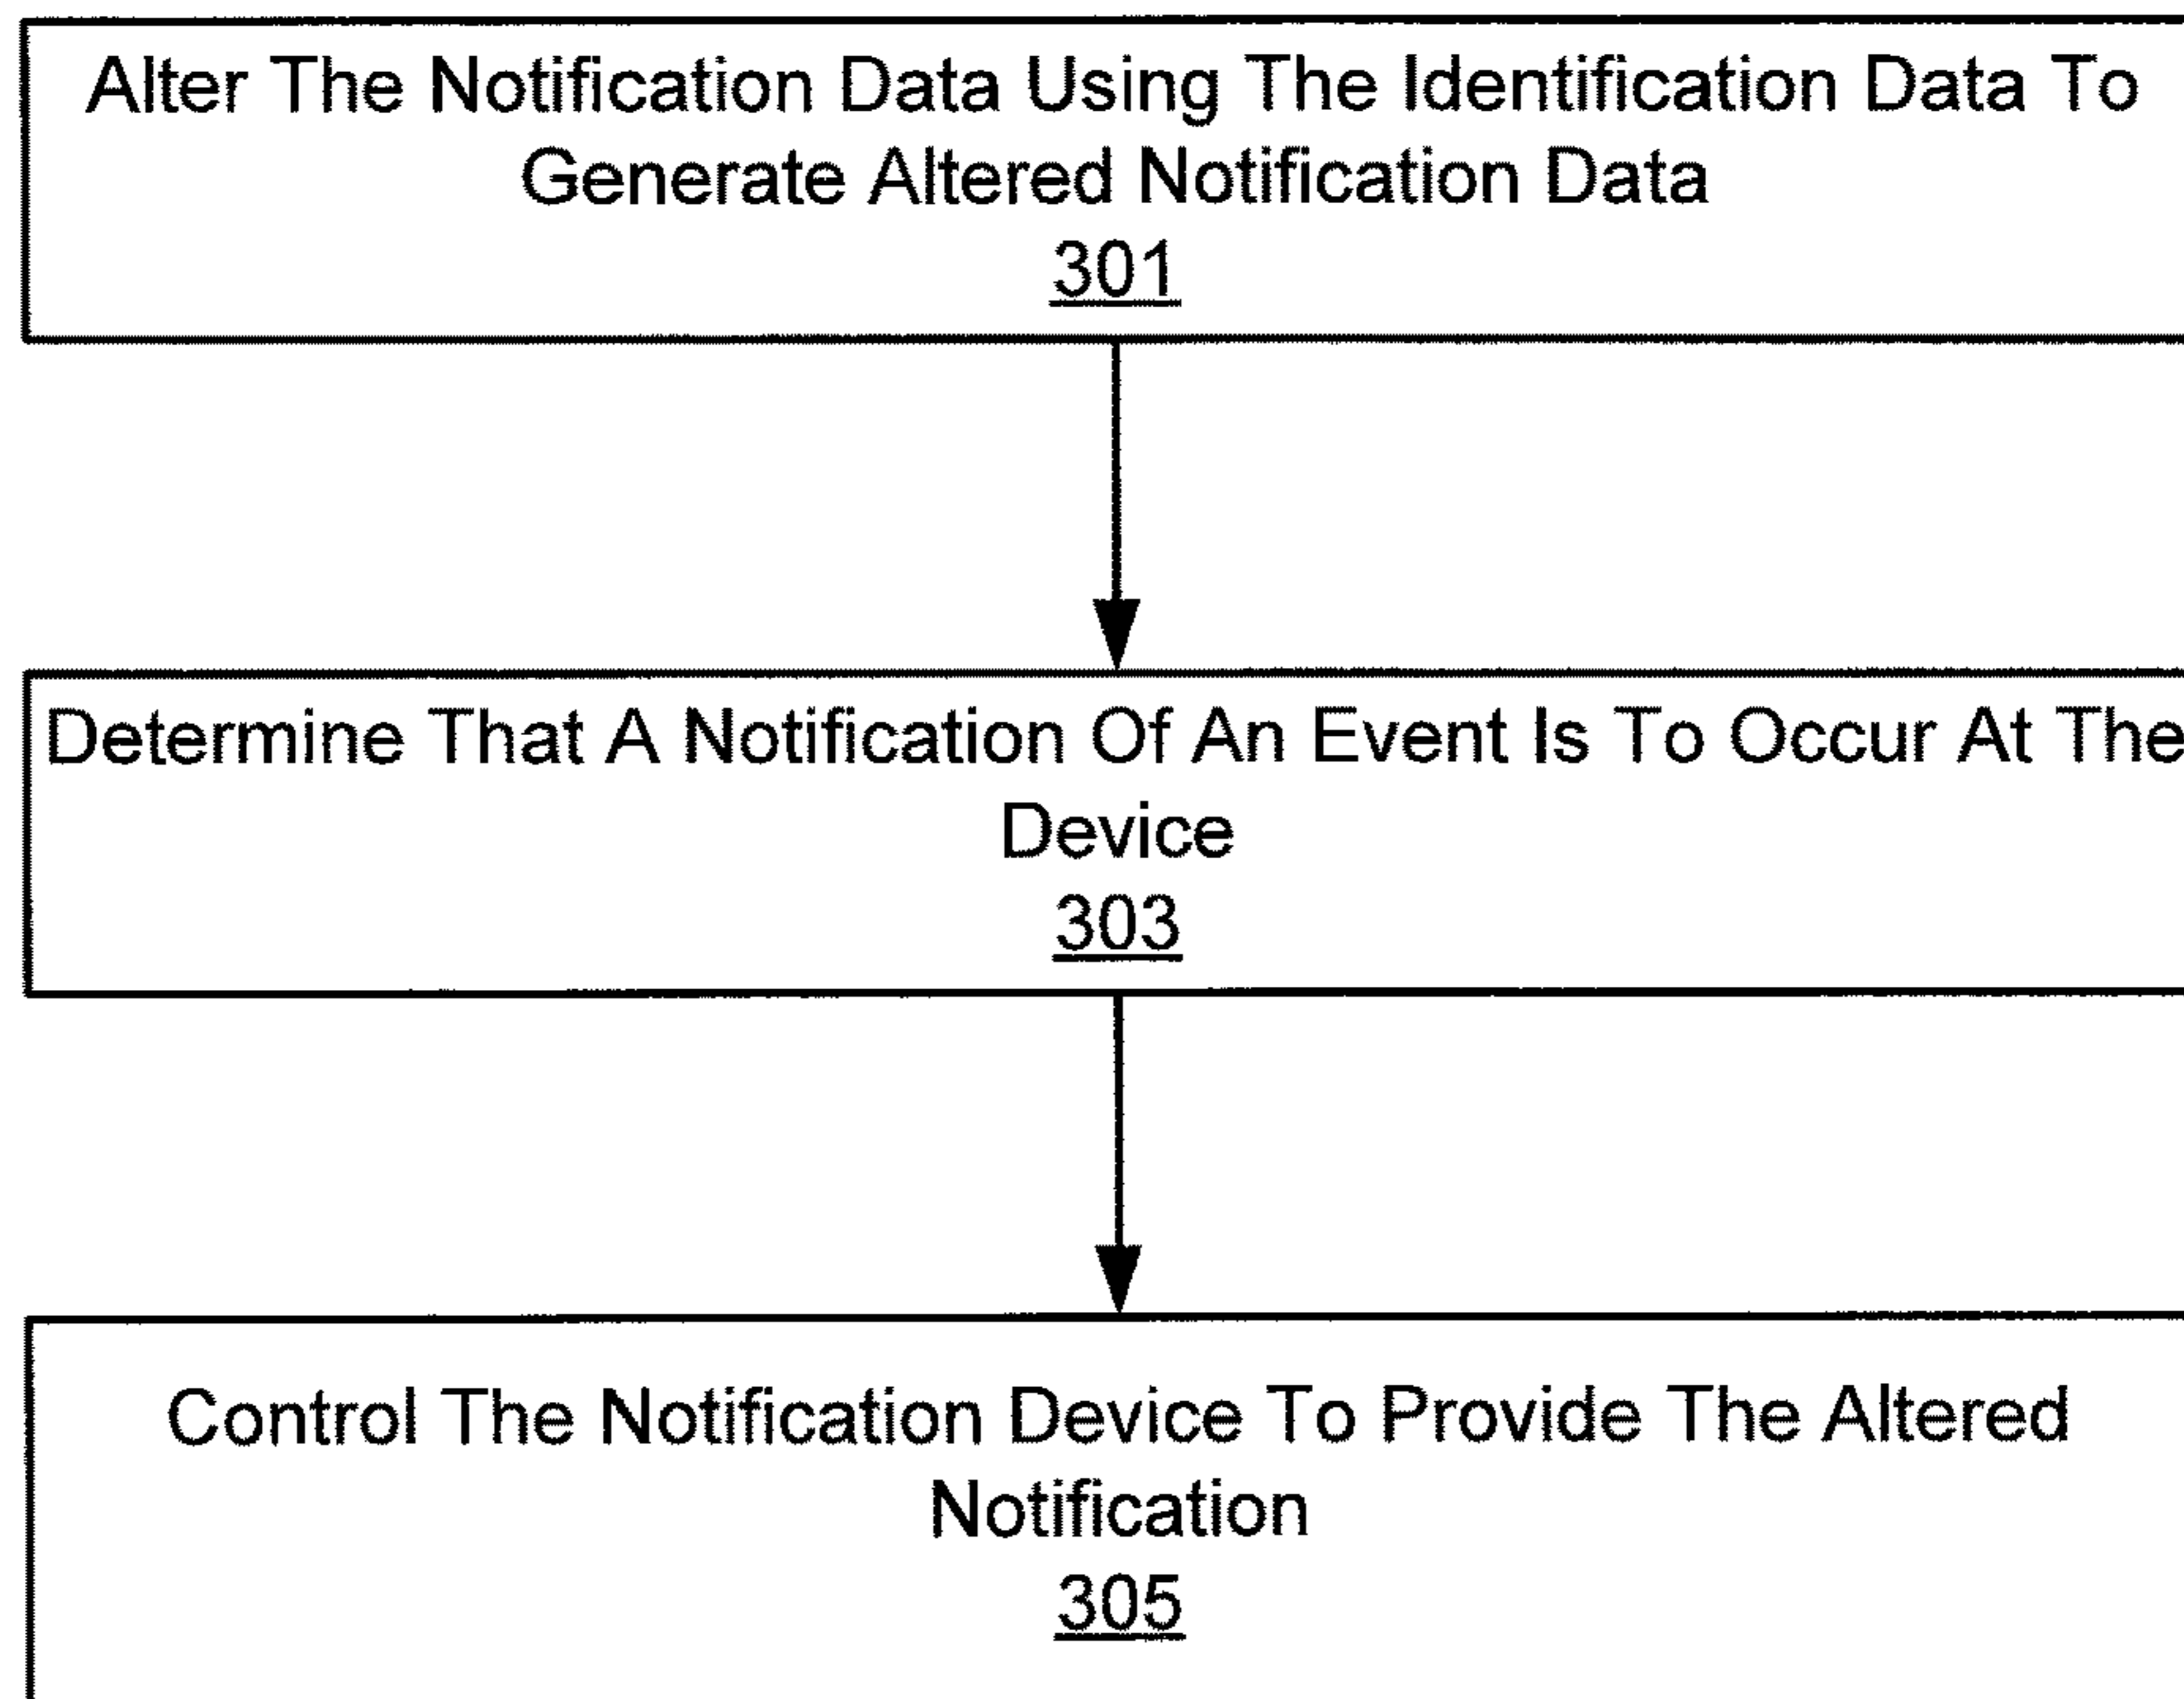 Alter The Notification Data Using The Identification Data To
Generate Altered Notification Data
301
Determine That A Notification Of An Event Is To Occur At The
Device
303
Control The Notification Device To Provide The Altered
Notification
305